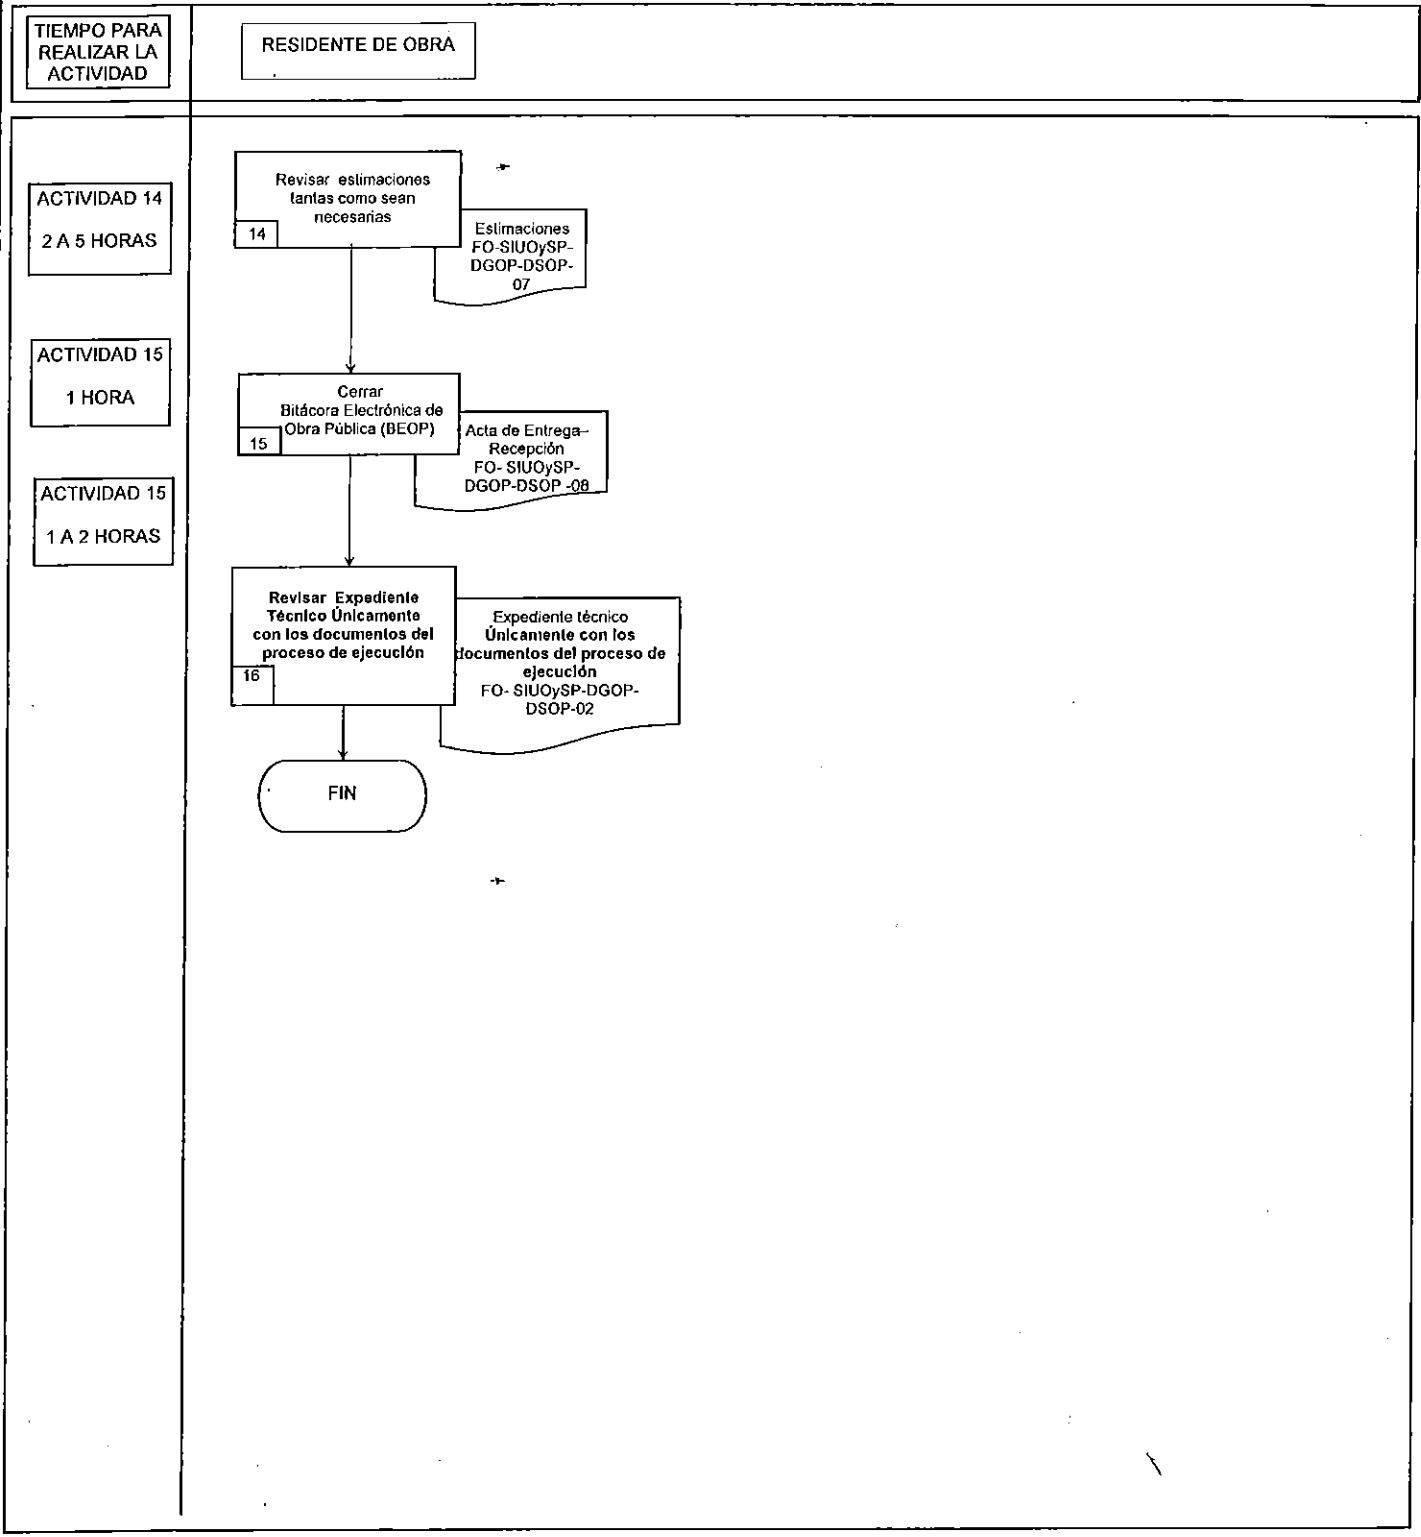 TIEMPO PARA
REALIZAR LA
ACTIVIDAD
RESIDENTE DE OBRA
ACTIVIDAD 14
2 A 5 HORAS
Revisar estimaciones
tantas como sean
necesarias
14
Estimaciones
FO-SIUOySP-
DGOP-DSOP-
07
ACTIVIDAD 15
1 HORA
Cerrar
Bitácora Electrónica de
Obra Pública (BEOP)
15
Acta de Entrega–
Recepción
FO- SIUOySP-
DGOP-DSOP -08
ACTIVIDAD 15
1 A 2 HORAS
Revisar Expediente
Técnico Únicamente
con los documentos del
proceso de ejecución
16
Expediente técnico
Únicamente con los
documentos del proceso de
ejecución
FO- SIUOySP-DGOP-
DSOP-02
FIN